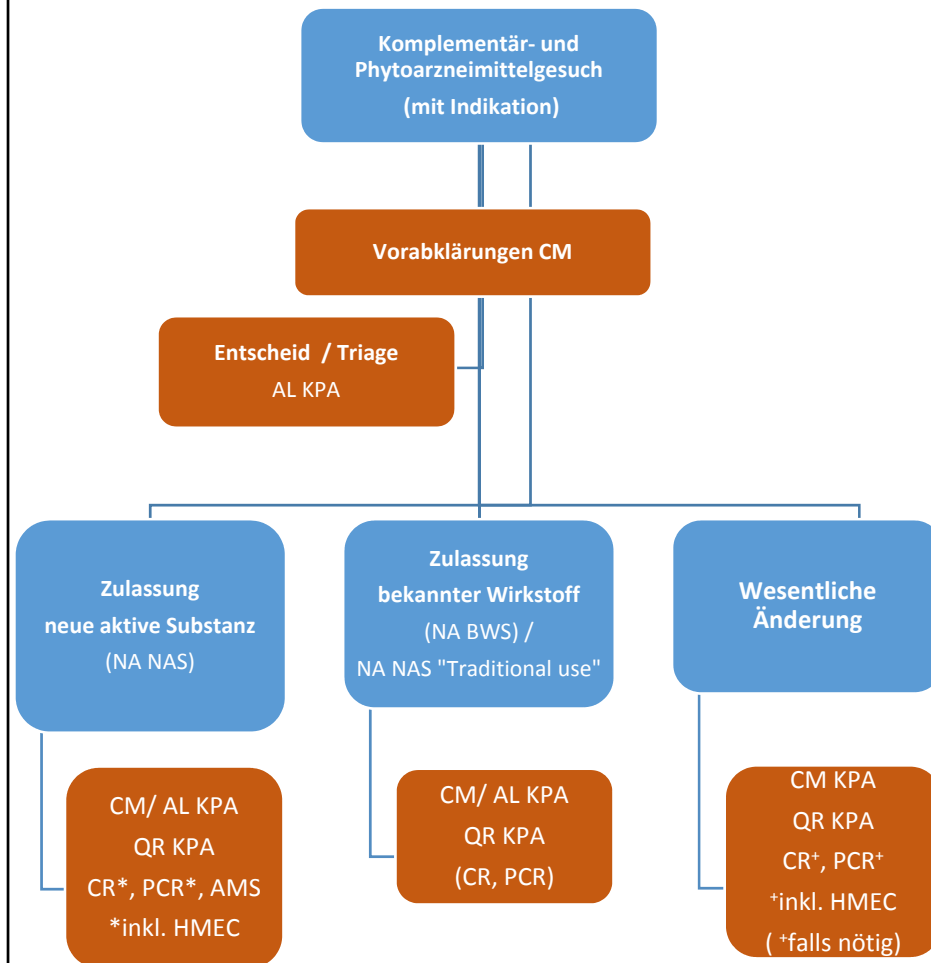 Komplementär- und
Phytoarzneimittelgesuch
(mit Indikation)
Vorabklärungen CM
Entscheid / Triage
AL KPA
Zulassung
neue aktive Substanz
(NA NAS)
Zulassung
bekannter Wirkstoff
(NA BWS) /
NA NAS "Traditional use"
Wesentliche
Änderung
CM/ AL KPA
QR KPA
CR*, PCR*, AMS
*inkl. HMEC
CM/ AL KPA
QR KPA
(CR, PCR)
CM KPA
QR KPA
CR⁺, PCR⁺
⁺inkl. HMEC
( ⁺falls nötig)